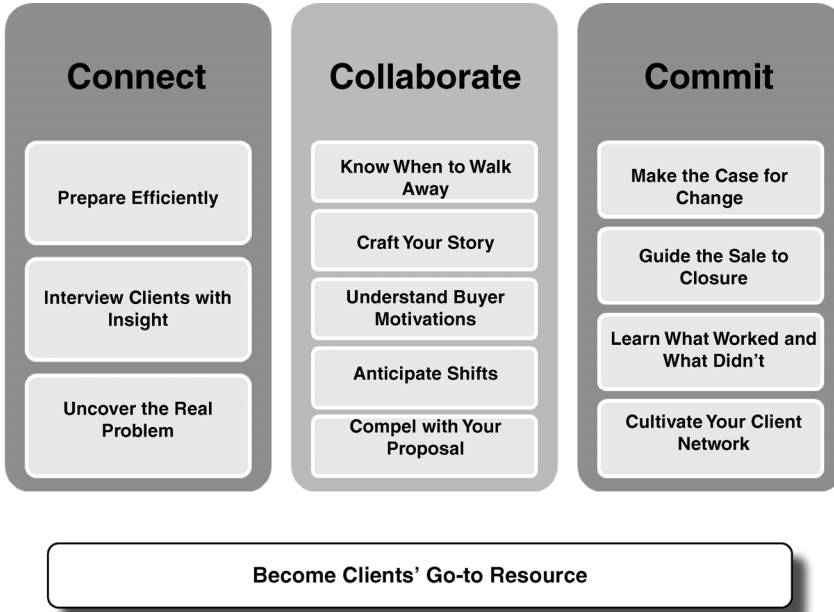 Connect
Prepare Efficiently
Interview Clients with
Insight
Uncover the Real
Problem
Collaborate
Know When to Walk
Away
Craft Your Story
Understand Buyer
Motivations
Anticipate Shifts
Compel with Your
Proposal
Commit
Make the Case for
Change
Guide the Sale to
Closure
Learn What Worked and
What Didn’t
Cultivate Your Client
Network
Become Clients’ Go-to Resource